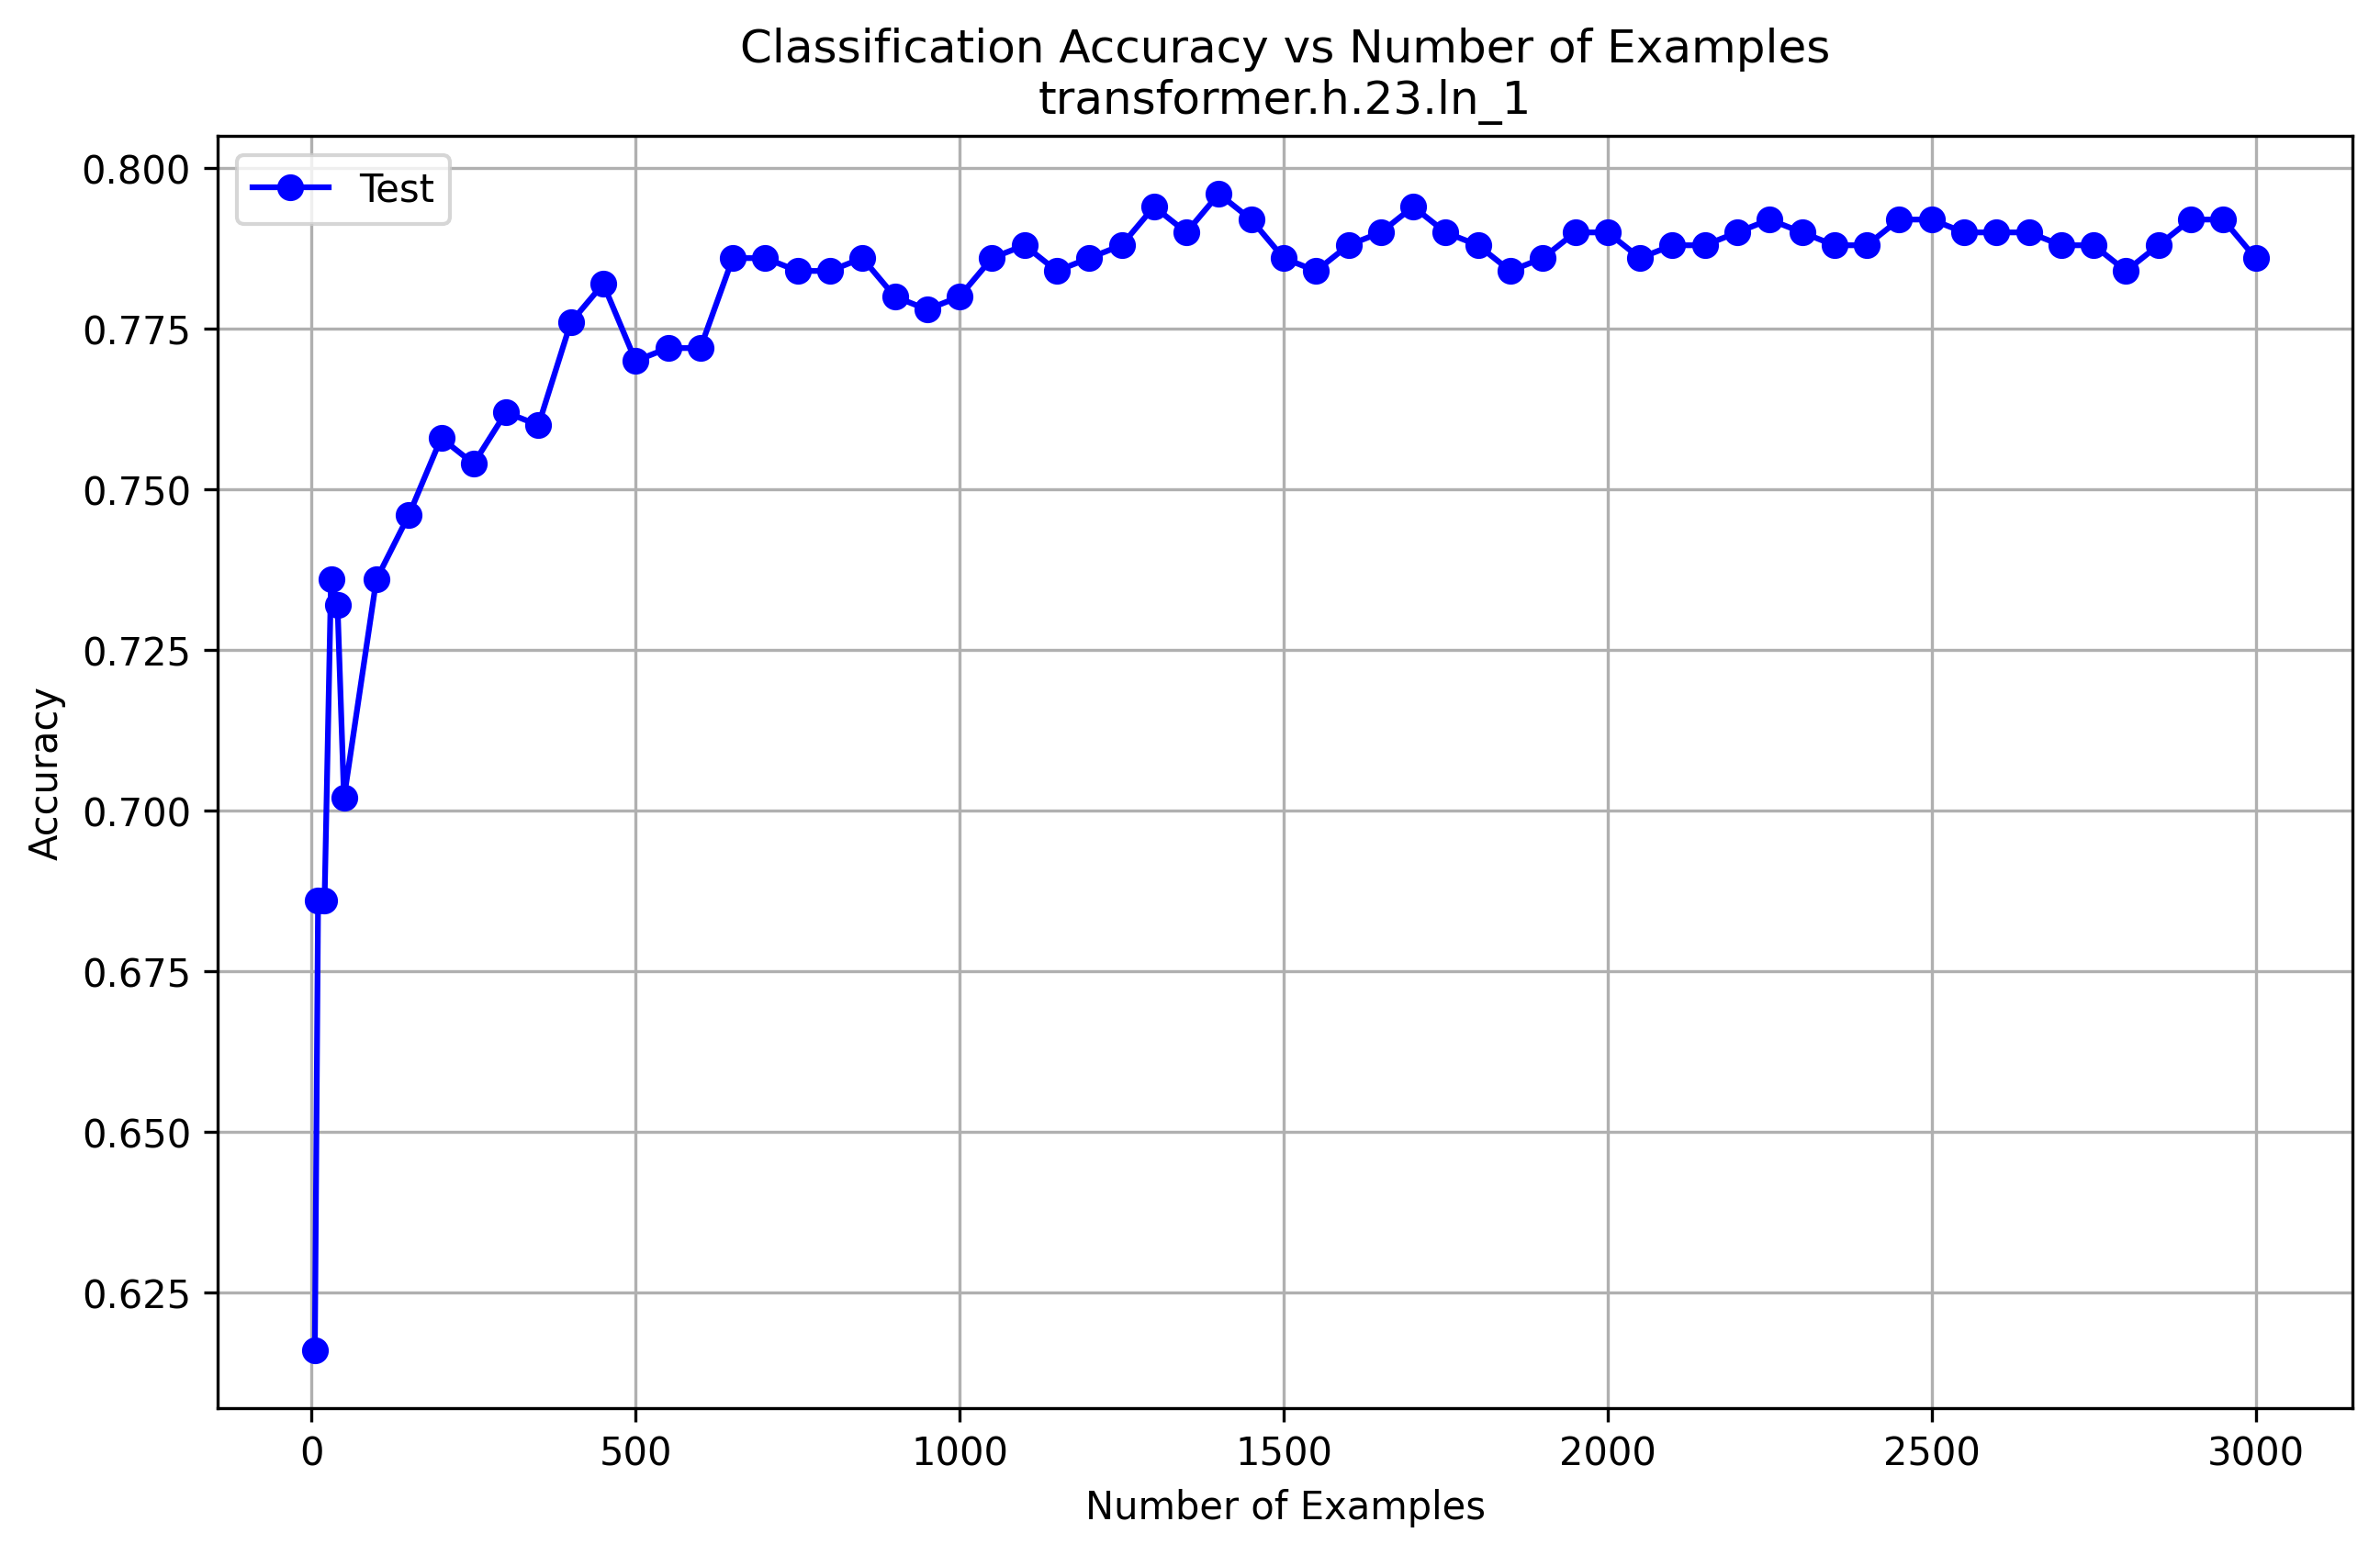 Classification Accuracy vs Number of Examples
transformer.h.23.ln_1
Test
0.800
0.775
0.750
0.725
0.700
0.675
0.650
0.625
Accuracy
0 500 1000 1500 2000 2500 3000
Number of Examples